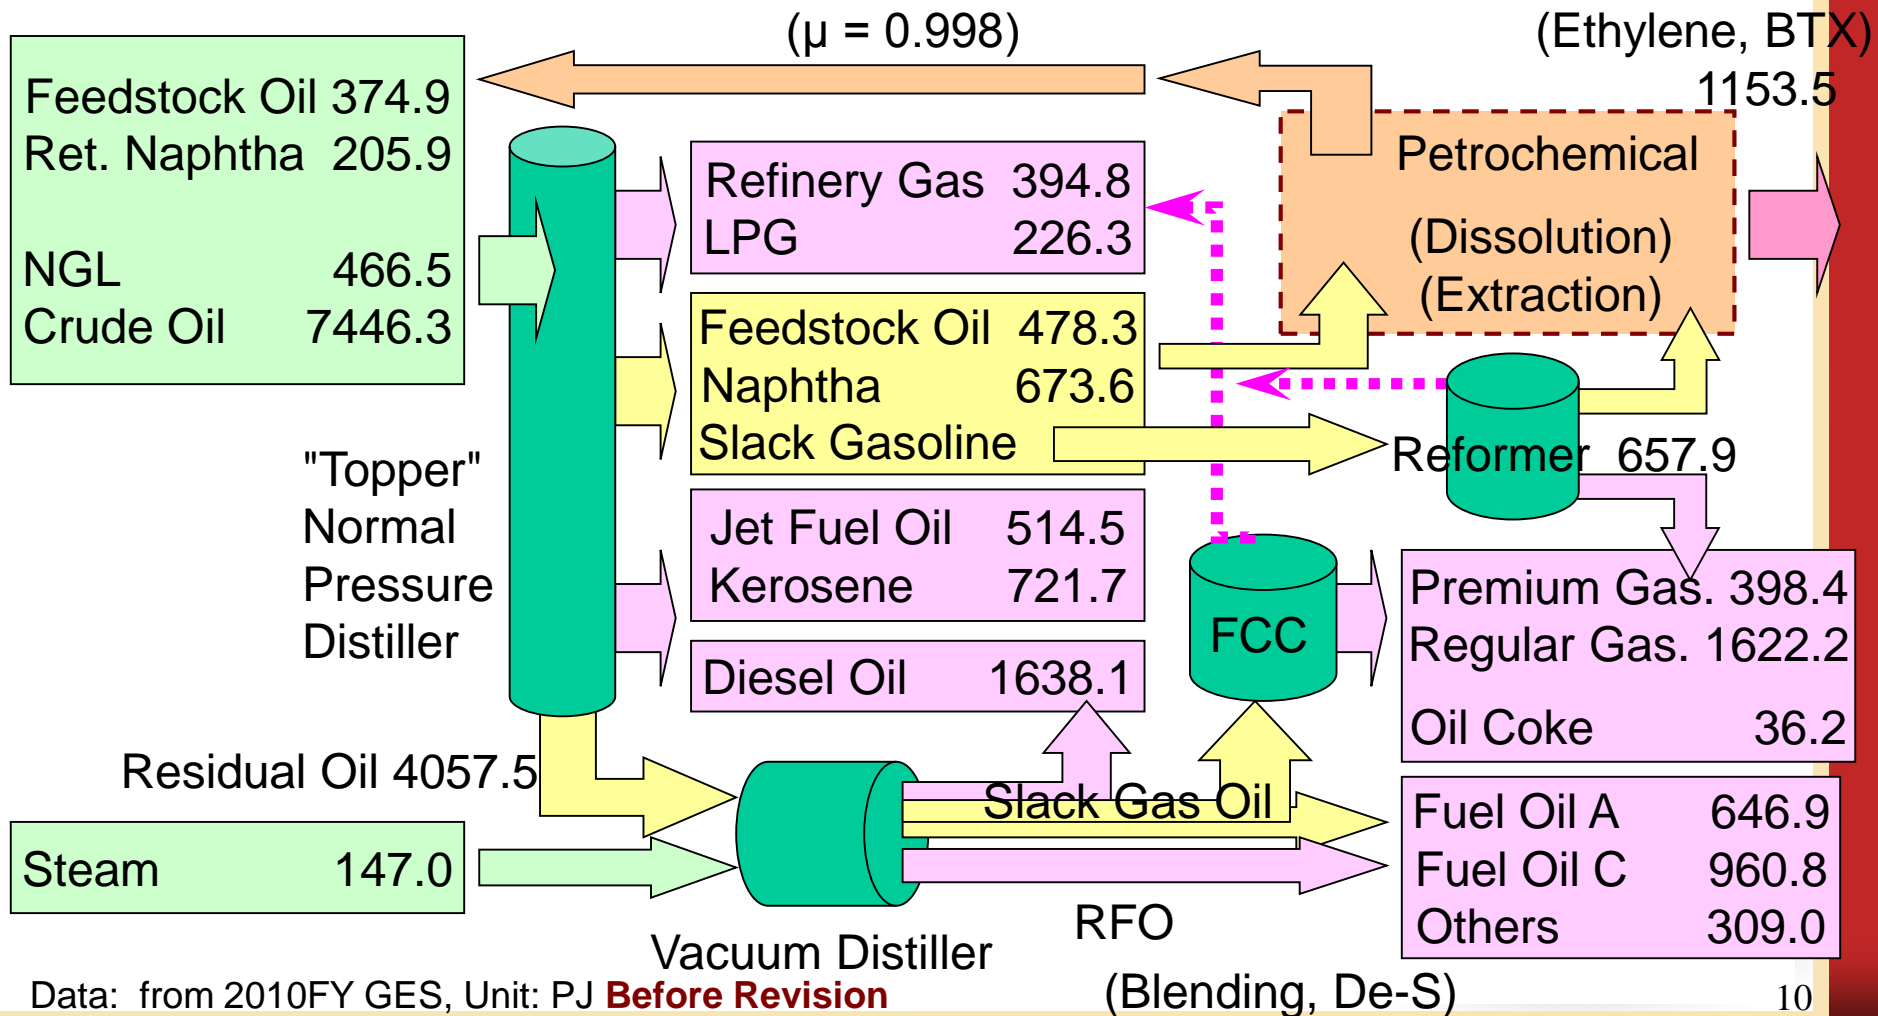 (μ = 0.998)
(Ethylene, BTX)
1153.5
Feedstock Oil 374.9
Ret. Naphtha 205.9
NGL 466.5
Crude Oil 7446.3
Refinery Gas 394.8
LPG 226.3
Petrochemical
(Dissolution)
(Extraction)
Feedstock Oil 478.3
Naphtha 673.6
Slack Gasoline
Reformer 657.9
"Topper"
Normal
Pressure
Distiller
Jet Fuel Oil 514.5
Kerosene 721.7
Diesel Oil 1638.1
FCC
Premium Gas. 398.4
Regular Gas. 1622.2
Oil Coke 36.2
Residual Oil 4057.5
Slack Gas Oil
Steam 147.0
Fuel Oil A 646.9
Fuel Oil C 960.8
Others 309.0
Vacuum Distiller
RFO
(Blending, De-S)
Data: from 2010FY GES, Unit: PJ Before Revision
10